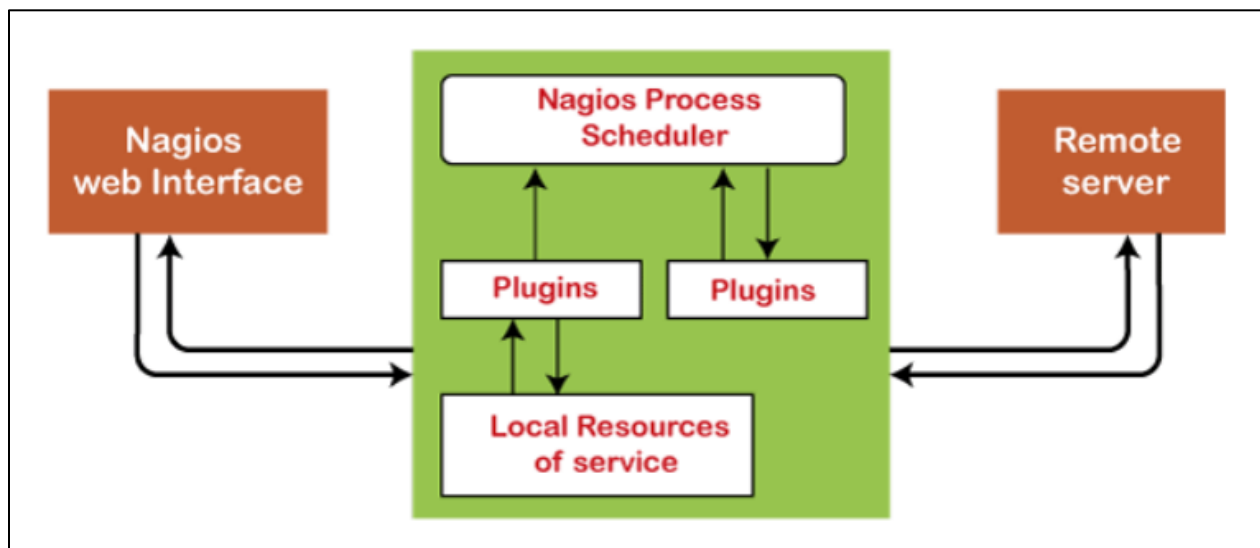 Nagios Process
Scheduler
Nagios
web Interface
Remote
server
Plugins
Plugins
Local Resources
of service